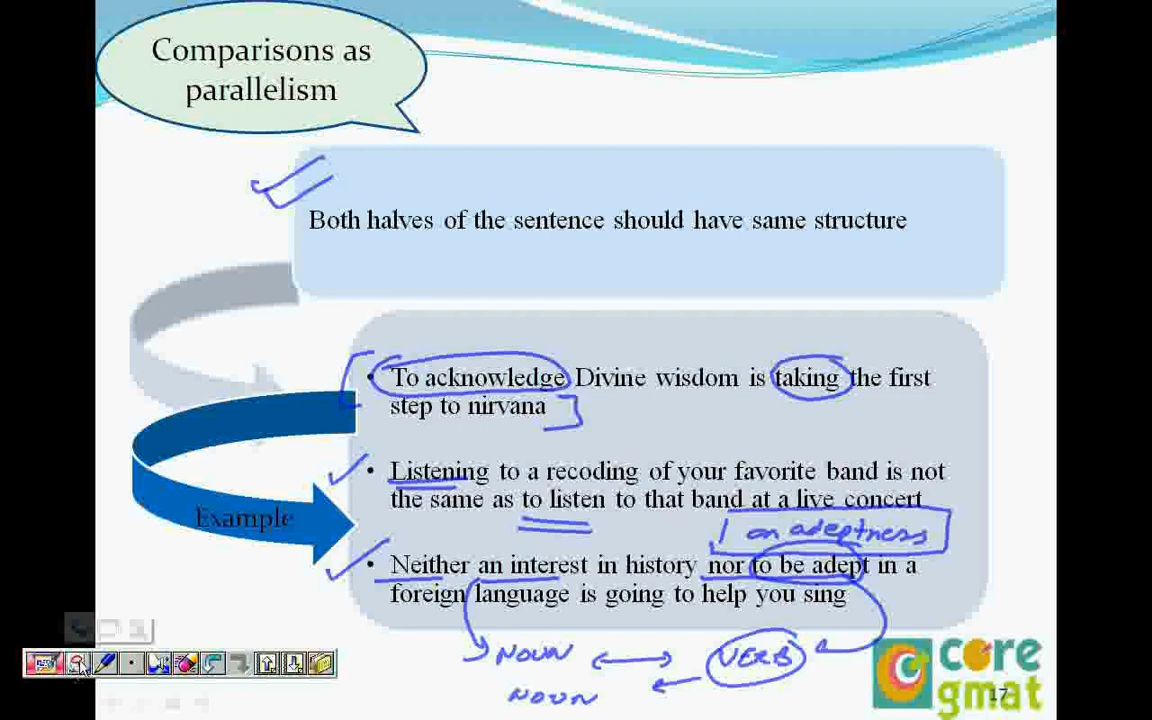 Comparisons as
parallelism
Both halves of the sentence should have same structure
• To acknowledge Divine wisdom is taking the first
step to nirvana
• Listening to a recoding of your favorite band is not
the same as to listen to that band at a live concert
Example
an adeptness
• Neither an interest in history nor to be adept in a
foreign language is going to help you sing
NOUN VERB
NOUN
core
gmat
17